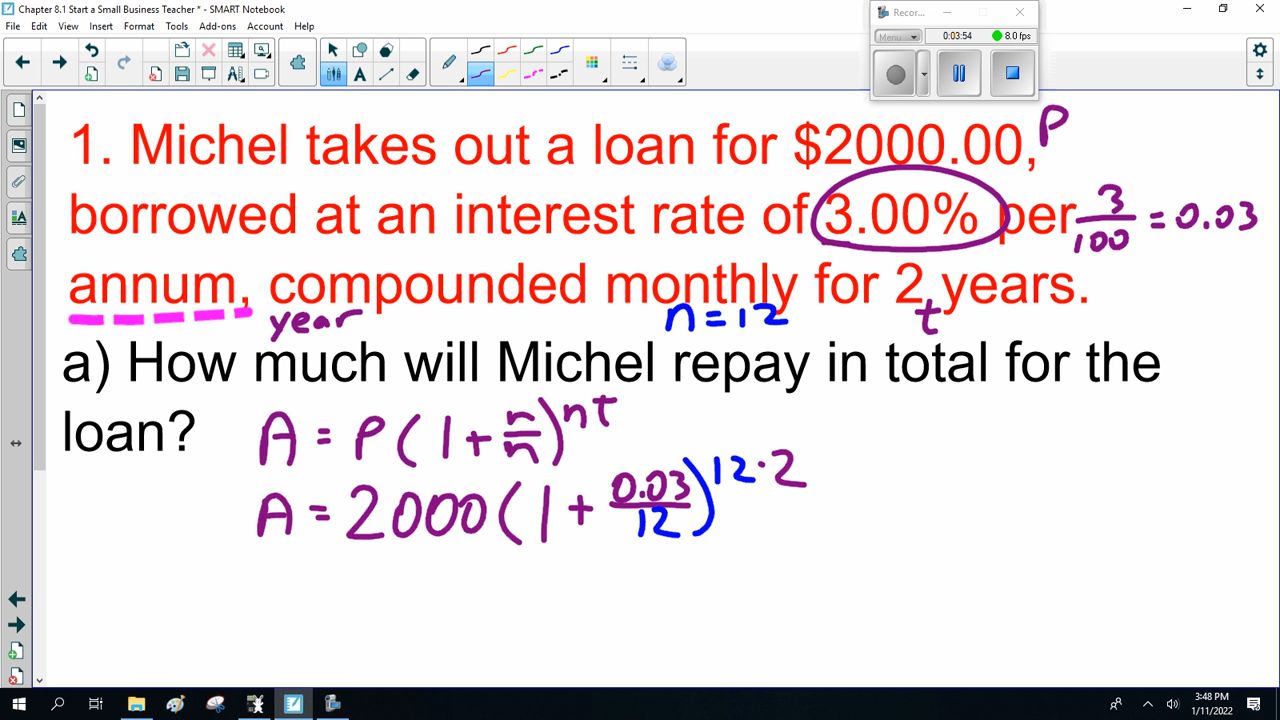 Chapter 8.1 Start a Small Business Teacher * - SMART Notebook
File Edit View Insert Format Tools Add-ons Account Help
Recor...
Menu
0:03:54
8.0 fps
1. Michel takes out a loan for $2000.00, P
borrowed at an interest rate of 3.00% per 3/100 = 0.03
annum, compounded monthly for 2 years.
year n = 12 t
a) How much will Michel repay in total for the
loan?
A = P(1 + r/n)^nt
A = 2000(1 + 0.03/12)^12·2
3:48 PM
1/11/2022